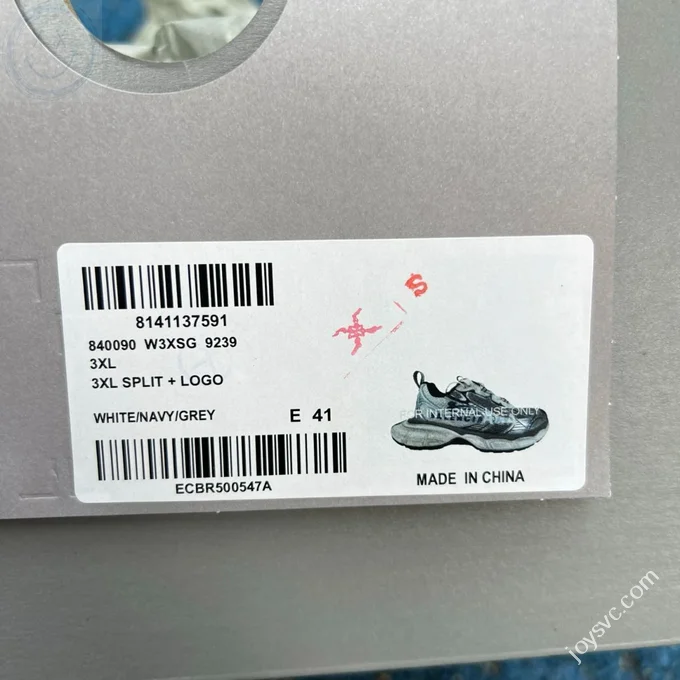 8141137591
840090 W3XSG 9239
3XL
3XL SPLIT + LOGO
WHITE/NAVY/GREY E 41
ECBR500547A
S
FOR INTERNAL USE ONLY
MADE IN CHINA
joysvc.com